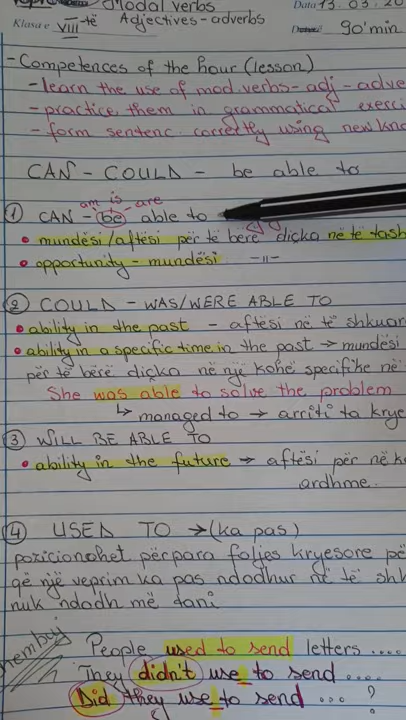 Modal verbs
Klasa e VIII të Adjectives - adverbs
Data 13. 03. 20
90' min
- Competences of the hour (lesson)
- learn the use of mod. verbs - adj - adve
- practice them in grammatical exerci
- form sentenc. correctly using new kno
CAN - COULD - be able to
am is are
① CAN - be able to
• mundësi/aftësi për të bërë diçka në të tash
• opportunity - mundësi -11-
② COULD - WAS/WERE ABLE TO
• ability in the past - aftësi në të shkuar
• ability in a specific time in the past → mundësi
për të bërë diçka në një kohë specifike në
She was able to solve the problem
↳ managed to → arriti ta krye
③ WILL BE ABLE TO
• ability in the future → aftësi për në k
ardhme.
④ USED TO → (ka pas)
pozicionohet përpara foljes kryesore pë
që një veprim ka pas ndodhur në të shk
nuk ndodh më tani
People used to send letters ....
They didn't use to send ....
Did they use to send ... ?